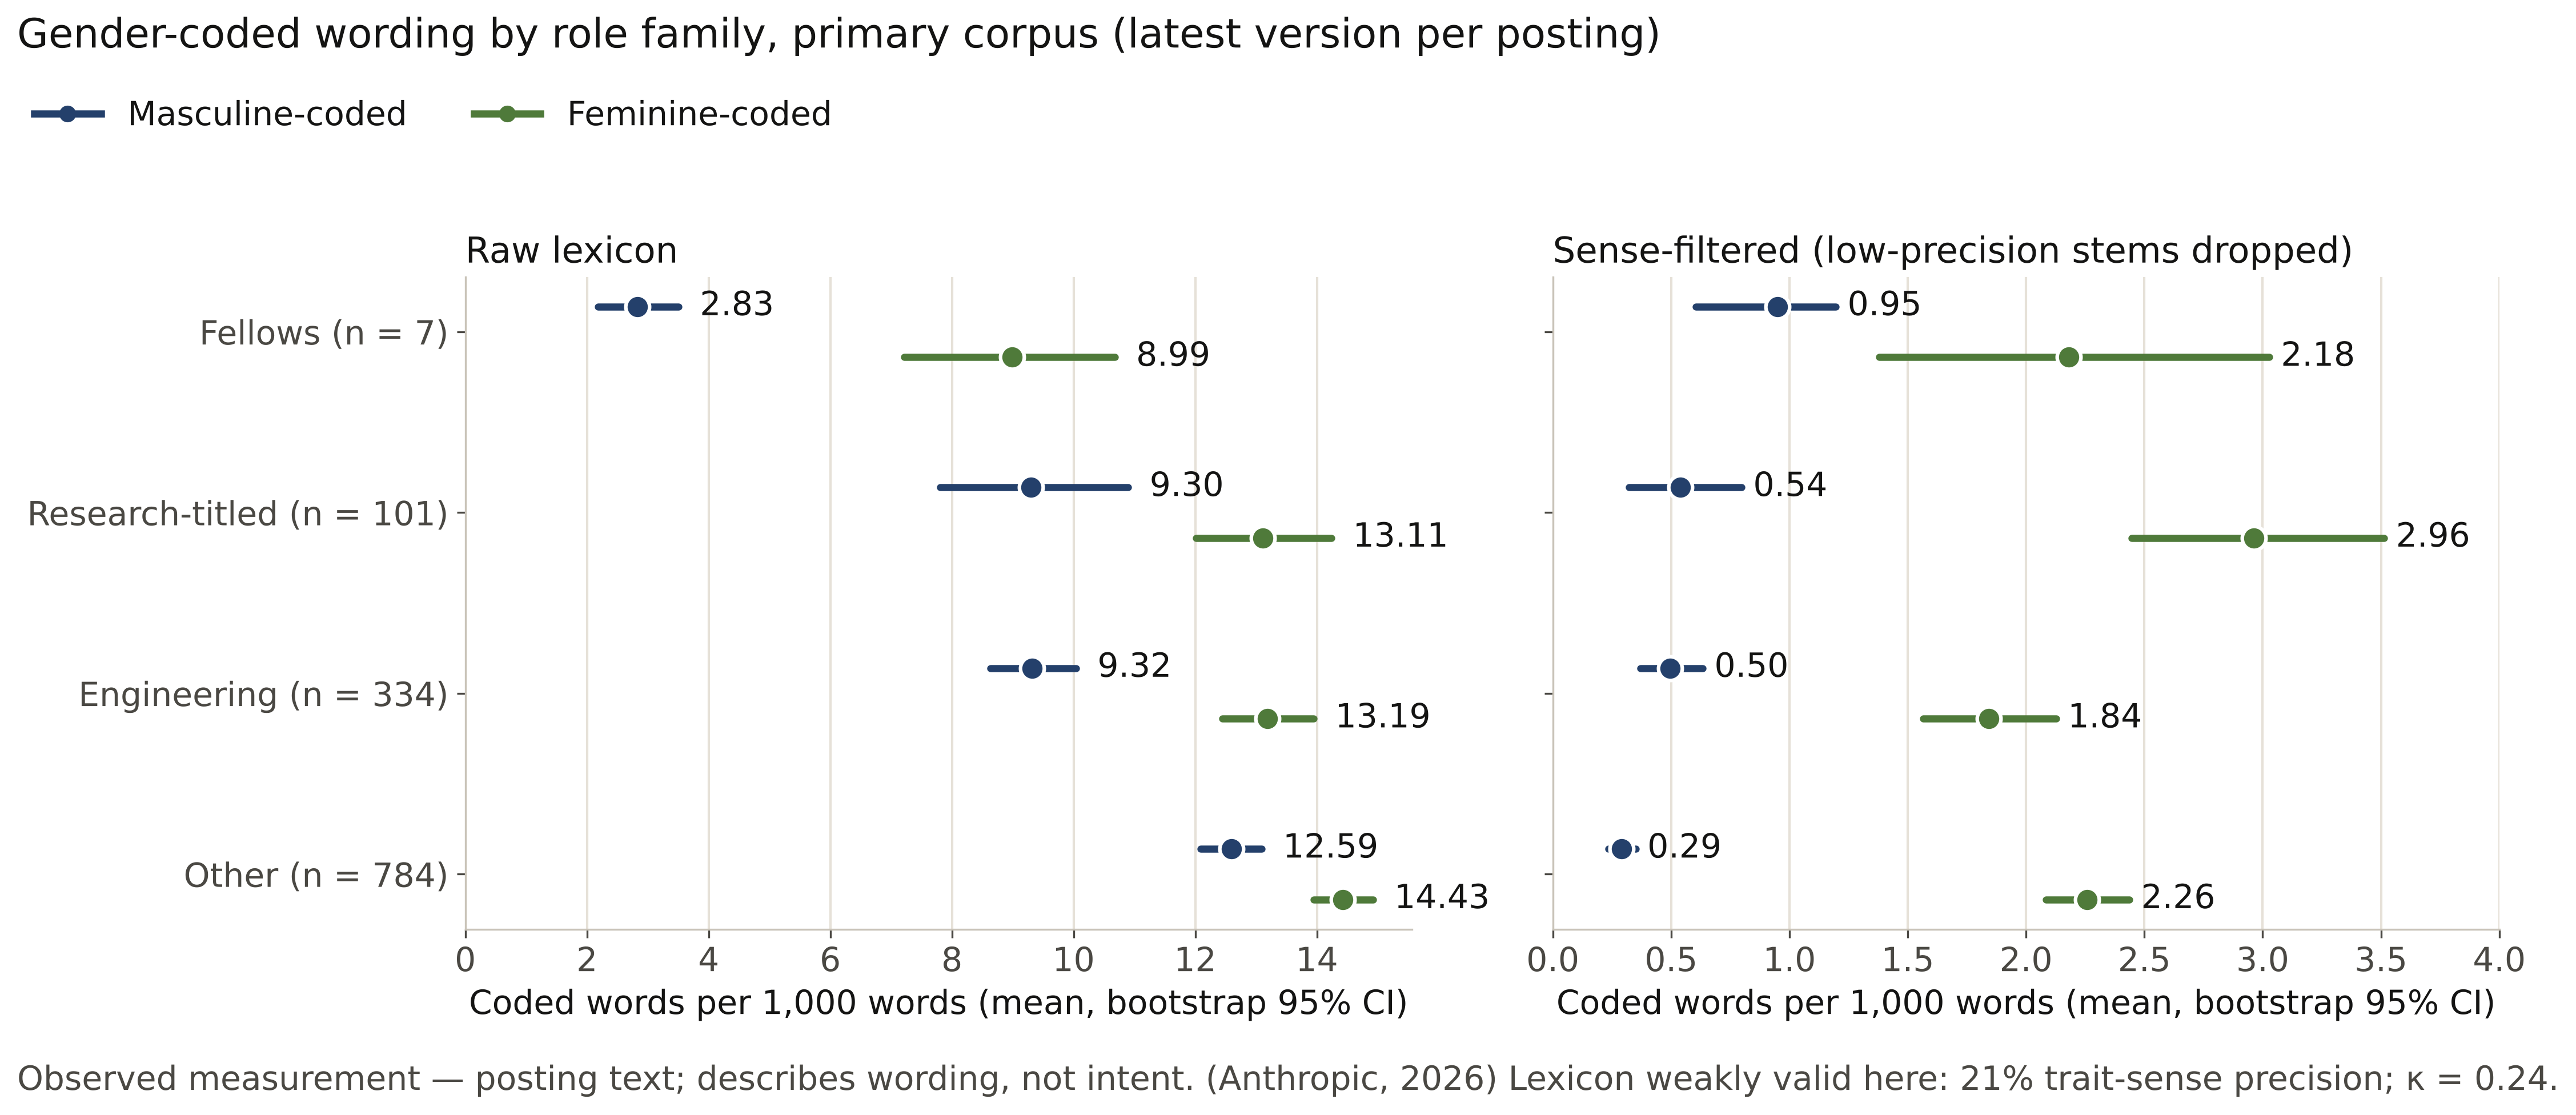 Gender-coded wording by role family, primary corpus (latest version per posting)
Masculine-coded
Feminine-coded
Raw lexicon
Fellows (n = 7)
2.83
8.99
Research-titled (n = 101)
9.30
13.11
Engineering (n = 334)
9.32
13.19
Other (n = 784)
12.59
14.43
0 2 4 6 8 10 12 14
Coded words per 1,000 words (mean, bootstrap 95% CI)
Sense-filtered (low-precision stems dropped)
0.95
2.18
0.54
2.96
0.50
1.84
0.29
2.26
0.0 0.5 1.0 1.5 2.0 2.5 3.0 3.5 4.0
Coded words per 1,000 words (mean, bootstrap 95% CI)
Observed measurement — posting text; describes wording, not intent. (Anthropic, 2026) Lexicon weakly valid here: 21% trait-sense precision; κ = 0.24.